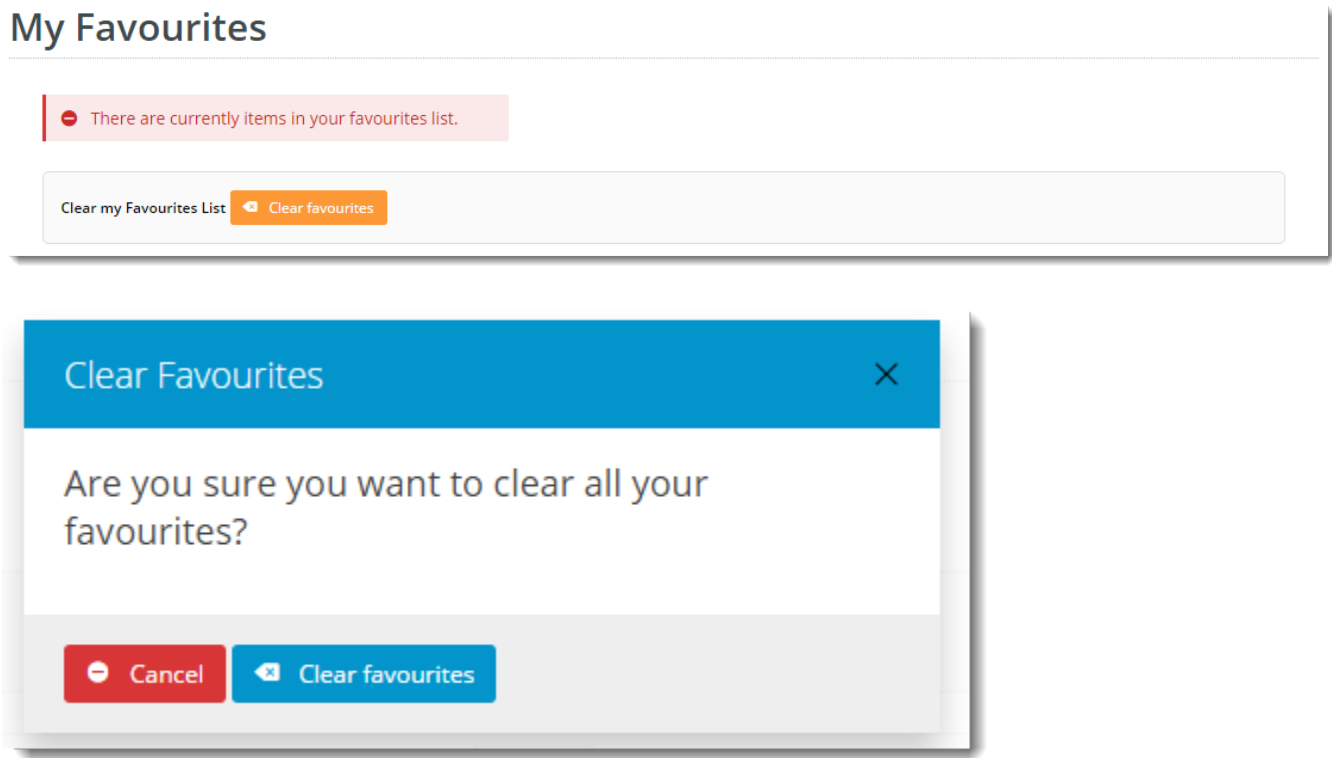 My Favourites
There are currently items in your favourites list.
Clear my Favourites List Clear favourites
Clear Favourites
Are you sure you want to clear all your
favourites?
Cancel Clear favourites